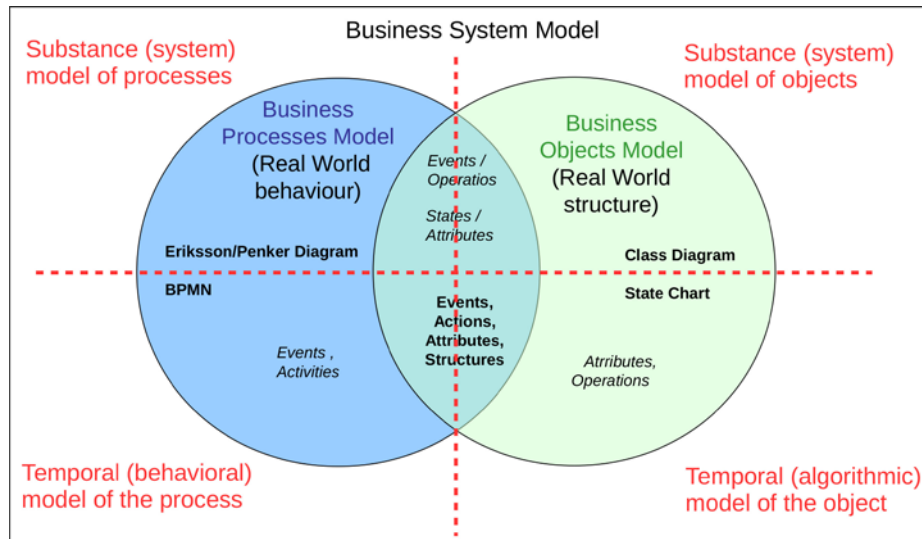 Business System Model
Substance (system)
model of processes
Substance (system)
model of objects
Business
Processes Model
(Real World
behaviour)
Events /
Operatios
States /
Attributes
Business
Objects Model
(Real World
structure)
Eriksson/Penker Diagram
Class Diagram
BPMN
State Chart
Events,
Actions,
Attributes,
Structures
Events ,
Activities
Atrributes,
Operations
Temporal (behavioral)
model of the process
Temporal (algorithmic)
model of the object